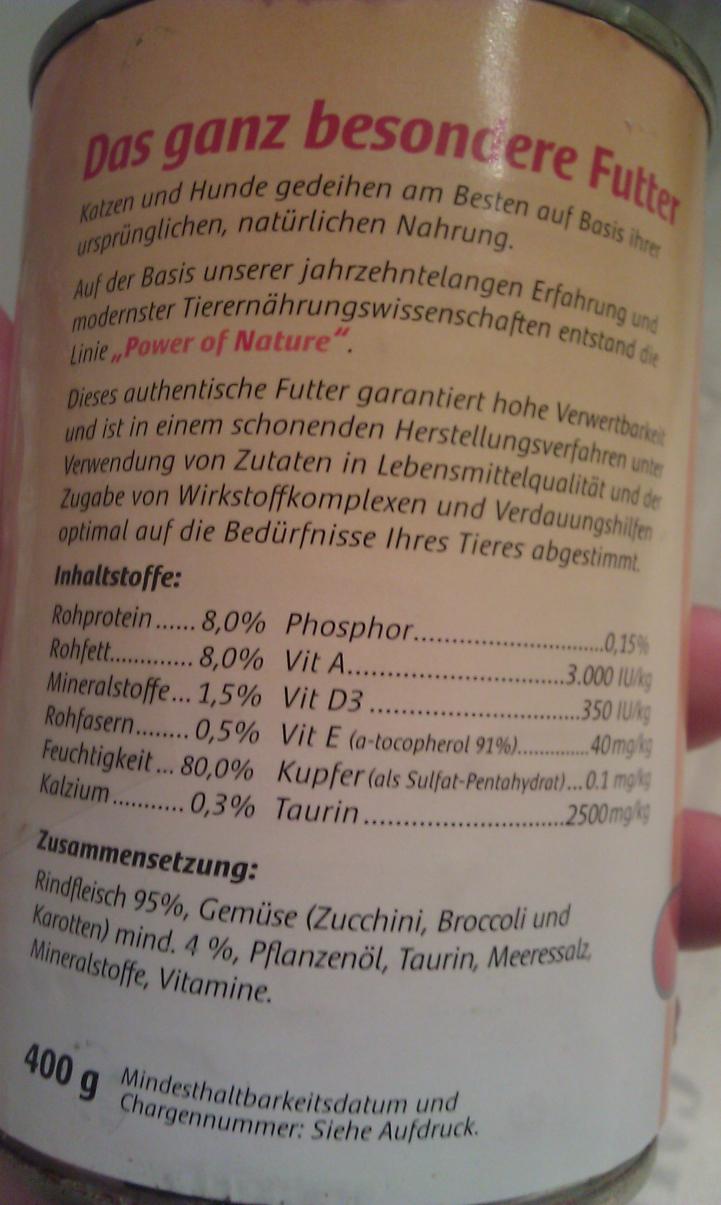 Das ganz besondere Futter
Katzen und Hunde gedeihen am Besten auf Basis ihrer
ursprünglichen, natürlichen Nahrung.
Auf der Basis unserer jahrzehntelangen Erfahrung und
modernster Tierernährungswissenschaften entstand die
Linie „Power of Nature“.
Dieses authentische Futter garantiert hohe Verwertbarkeit
und ist in einem schonenden Herstellungsverfahren unter
Verwendung von Zutaten in Lebensmittelqualität und der
Zugabe von Wirkstoffkomplexen und Verdauungshilfen
optimal auf die Bedürfnisse Ihres Tieres abgestimmt.
Inhaltstoffe:
Rohprotein...... 8,0% Phosphor..............................0,15%
Rohfett............. 8,0% Vit A..................................3.000 IU/kg
Mineralstoffe... 1,5% Vit D3 .................................350 IU/kg
Rohfasern........ 0,5% Vit E (a-tocopherol 91%).............40mg/kg
Feuchtigkeit ... 80,0% Kupfer (als Sulfat-Pentahydrat)...0.1 mg/kg
Kalzium........... 0,3% Taurin ................................2500mg/kg
Zusammensetzung:
Rindfleisch 95%, Gemüse (Zucchini, Broccoli und
Karotten) mind. 4 %, Pflanzenöl, Taurin, Meeressalz,
Mineralstoffe, Vitamine.
400 g Mindesthaltbarkeitsdatum und
Chargennummer: Siehe Aufdruck.